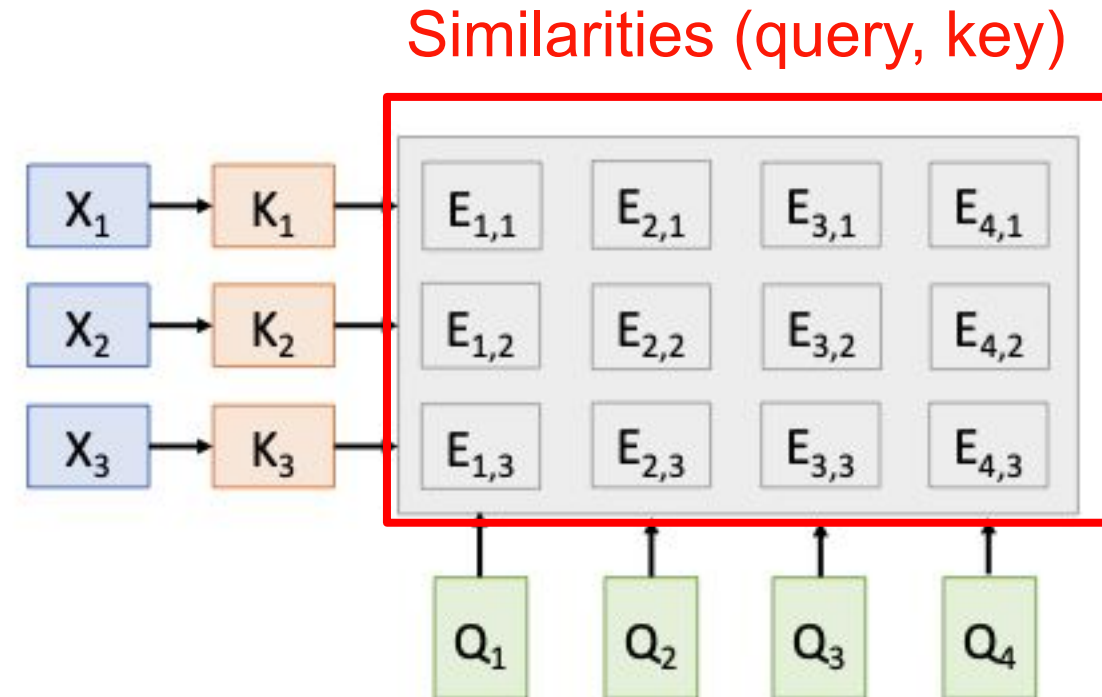 Similarities (query, key)
X₁ K₁ E₁,₁ E₂,₁ E₃,₁ E₄,₁
X₂ K₂ E₁,₂ E₂,₂ E₃,₂ E₄,₂
X₃ K₃ E₁,₃ E₂,₃ E₃,₃ E₄,₃
Q₁ Q₂ Q₃ Q₄